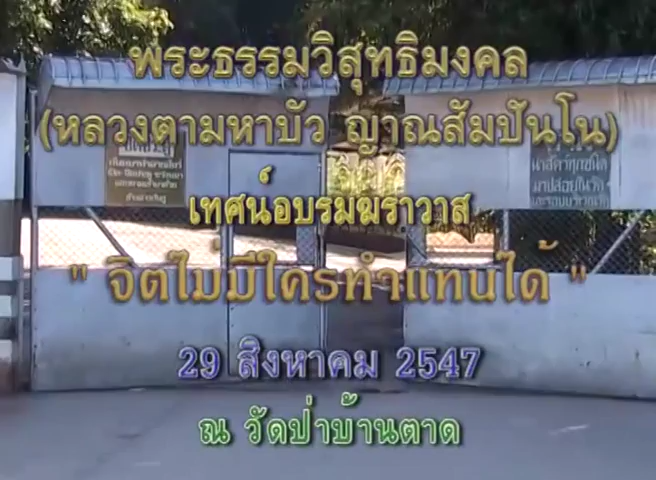 พระธรรมวิสุทธิมงคล
(หลวงตามหาบัว ญาณสัมปันโน)
เทศน์อบรมฆราวาส
" จิตไม่มีใครทำแทนได้ "
29 สิงหาคม 2547
ณ วัดป่าบ้านตาด